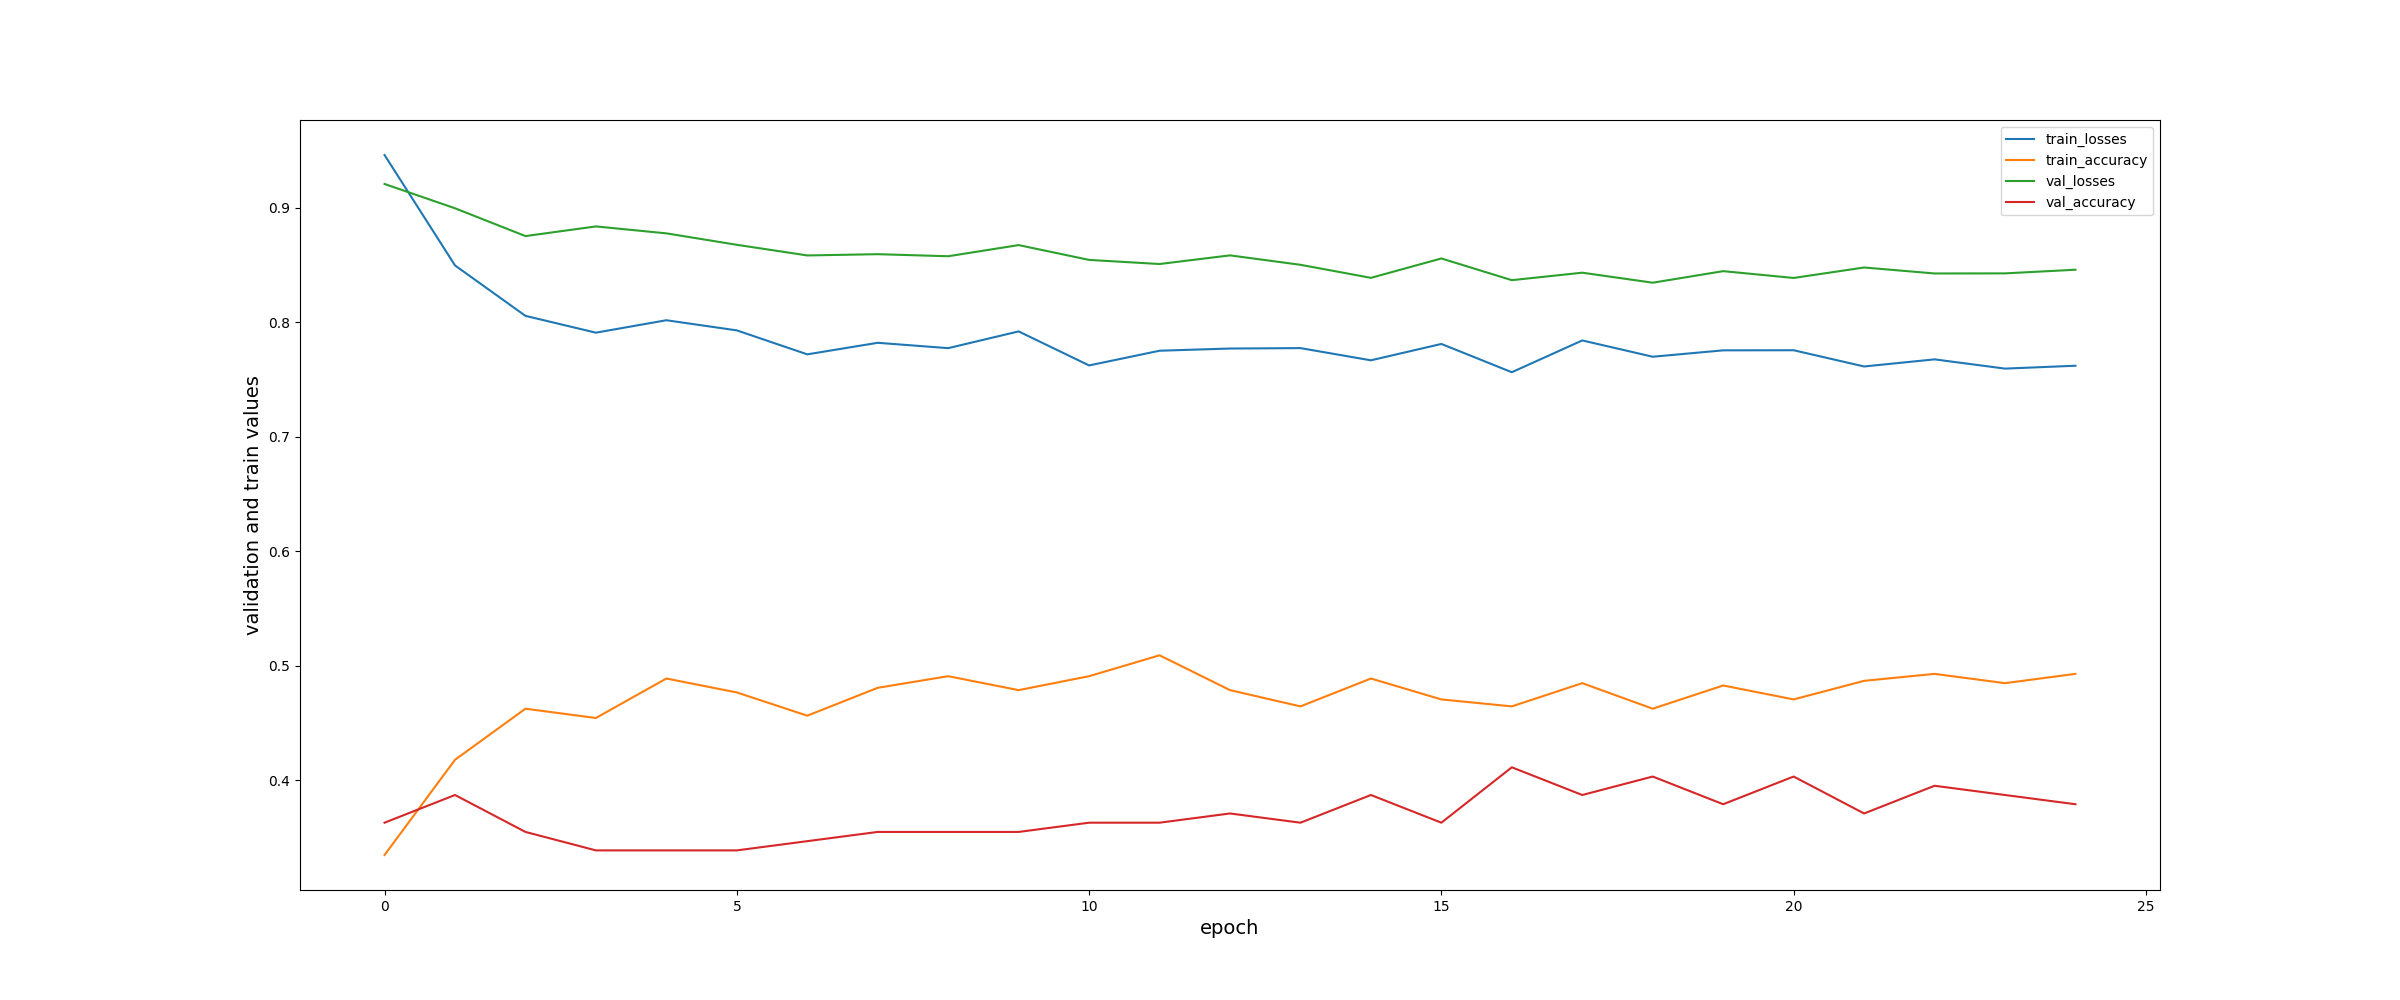 train_losses
train_accuracy
val_losses
val_accuracy
0.9
0.8
0.7
0.6
0.5
0.4
validation and train values
0 5 10 15 20 25
epoch